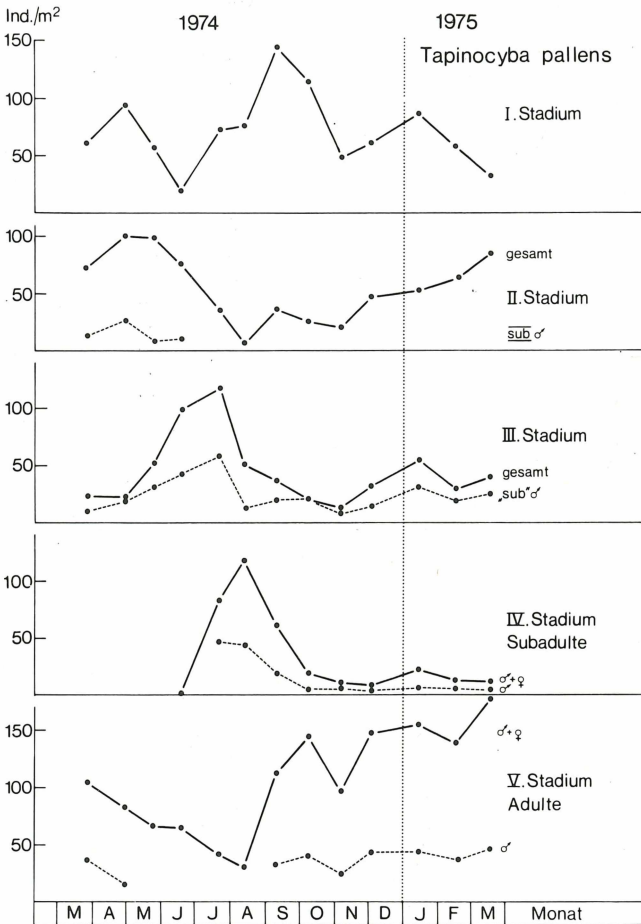 Ind./m²
1974
1975
Tapinocyba pallens
150
100
50
I. Stadium
100
50
gesamt
II. Stadium
sub ♂
100
50
III. Stadium
gesamt
„sub“ ♂
100
50
IV. Stadium
Subadulte
♂+♀
♂
150
100
50
♂+♀
V. Stadium
Adulte
♂
M A M J J A S O N D J F M Monat